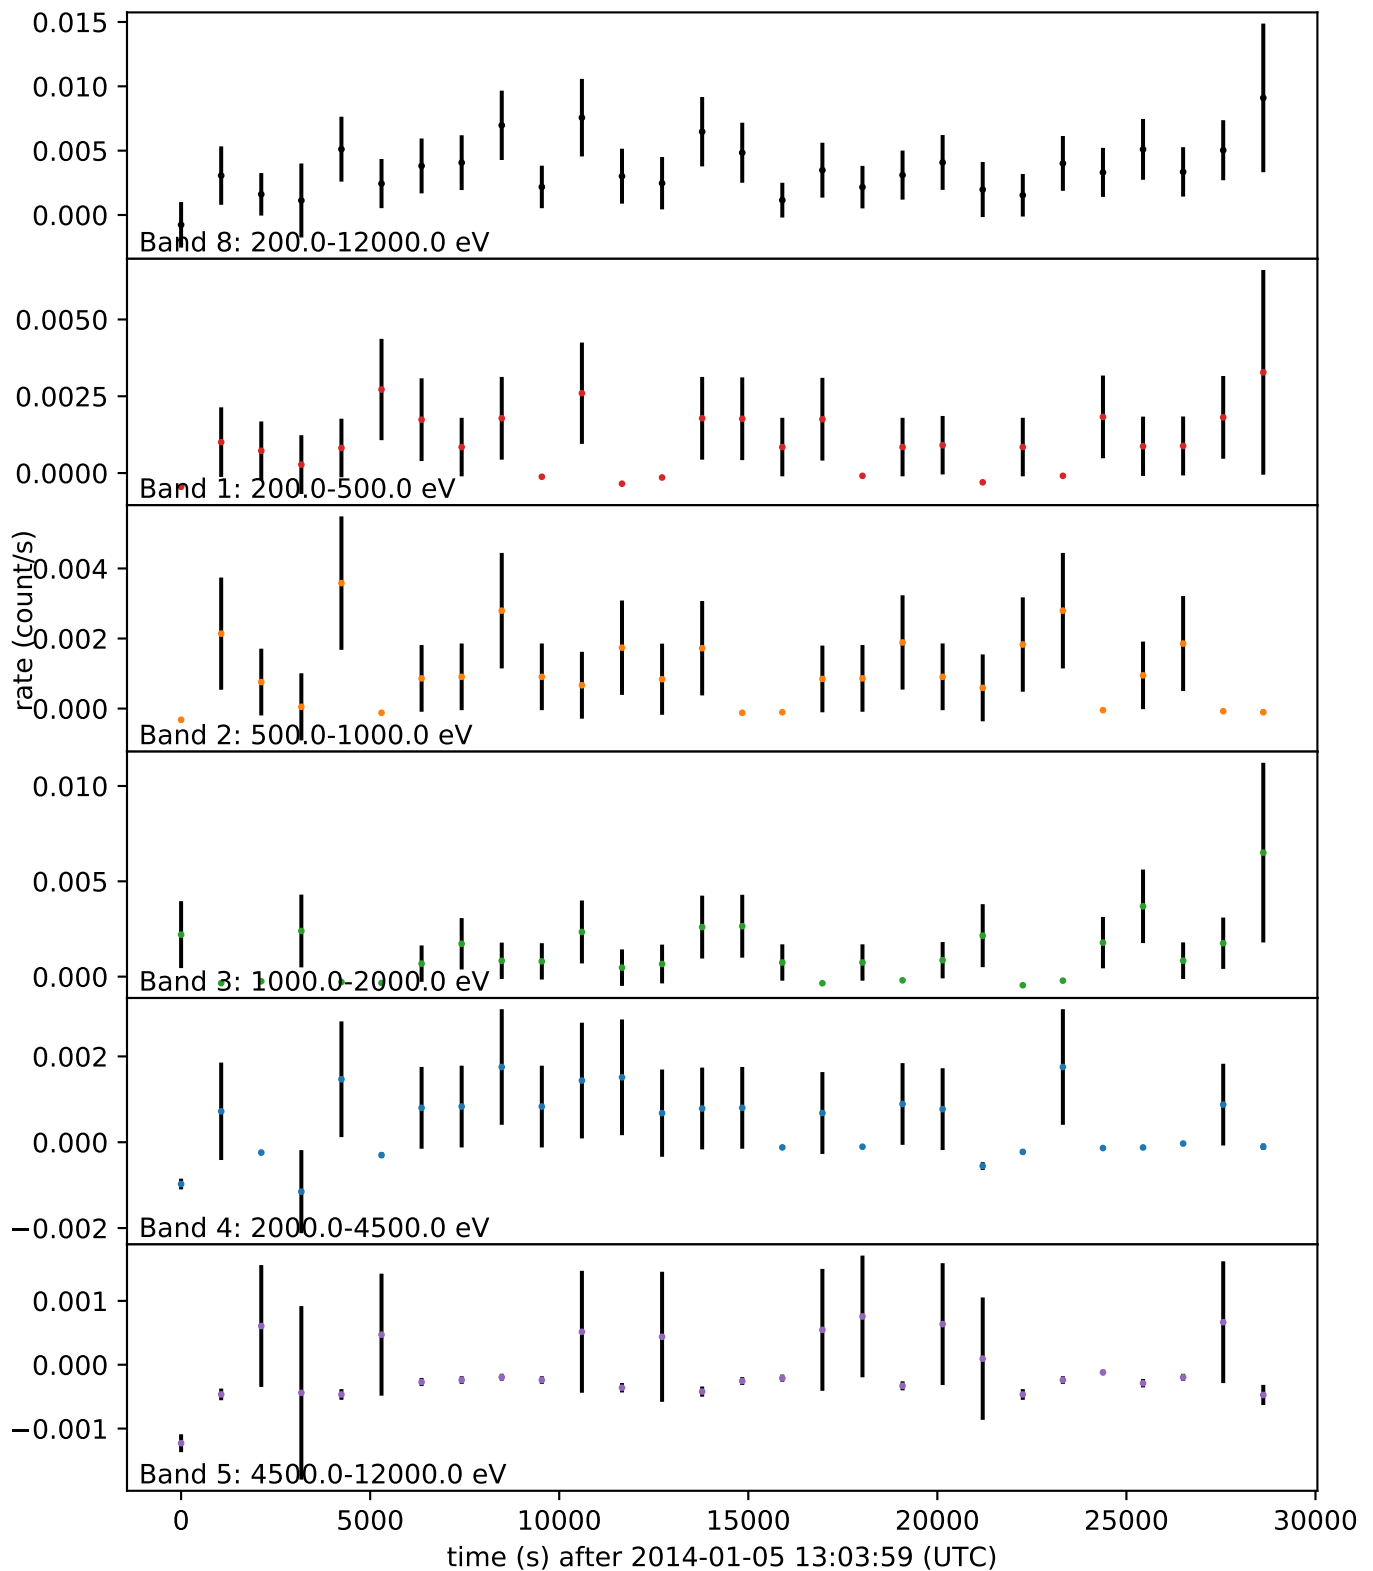 0.015
0.010
0.005
0.000
Band 8: 200.0-12000.0 eV
0.0050
0.0025
0.0000
Band 1: 200.0-500.0 eV
rate (count/s)
0.004
0.002
0.000
Band 2: 500.0-1000.0 eV
0.010
0.005
0.000
Band 3: 1000.0-2000.0 eV
0.002
0.000
−0.002
Band 4: 2000.0-4500.0 eV
0.001
0.000
−0.001
Band 5: 4500.0-12000.0 eV
0 5000 10000 15000 20000 25000 30000
time (s) after 2014-01-05 13:03:59 (UTC)